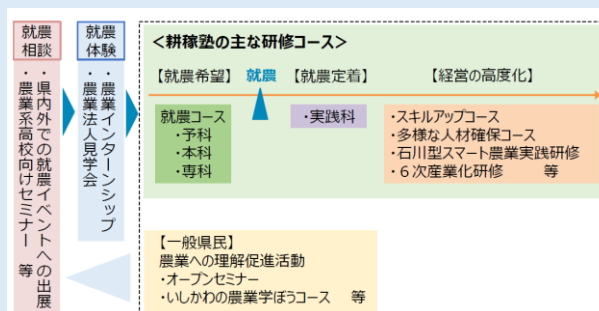 就農
相談
・県内外での就農イベントへの出展
・農業系高校向けセミナー 等
就農
体験
・農業インターンシップ
・農業法人見学会
＜耕稼塾の主な研修コース＞
【就農希望】 就農 【就農定着】 【経営の高度化】
就農コース
・予科
・本科
・専科
・実践科
・スキルアップコース
・多様な人材確保コース
・石川型スマート農業実践研修
・６次産業化研修 等
【一般県民】
農業への理解促進活動
・オープンセミナー
・いしかわの農業学ぼうコース 等